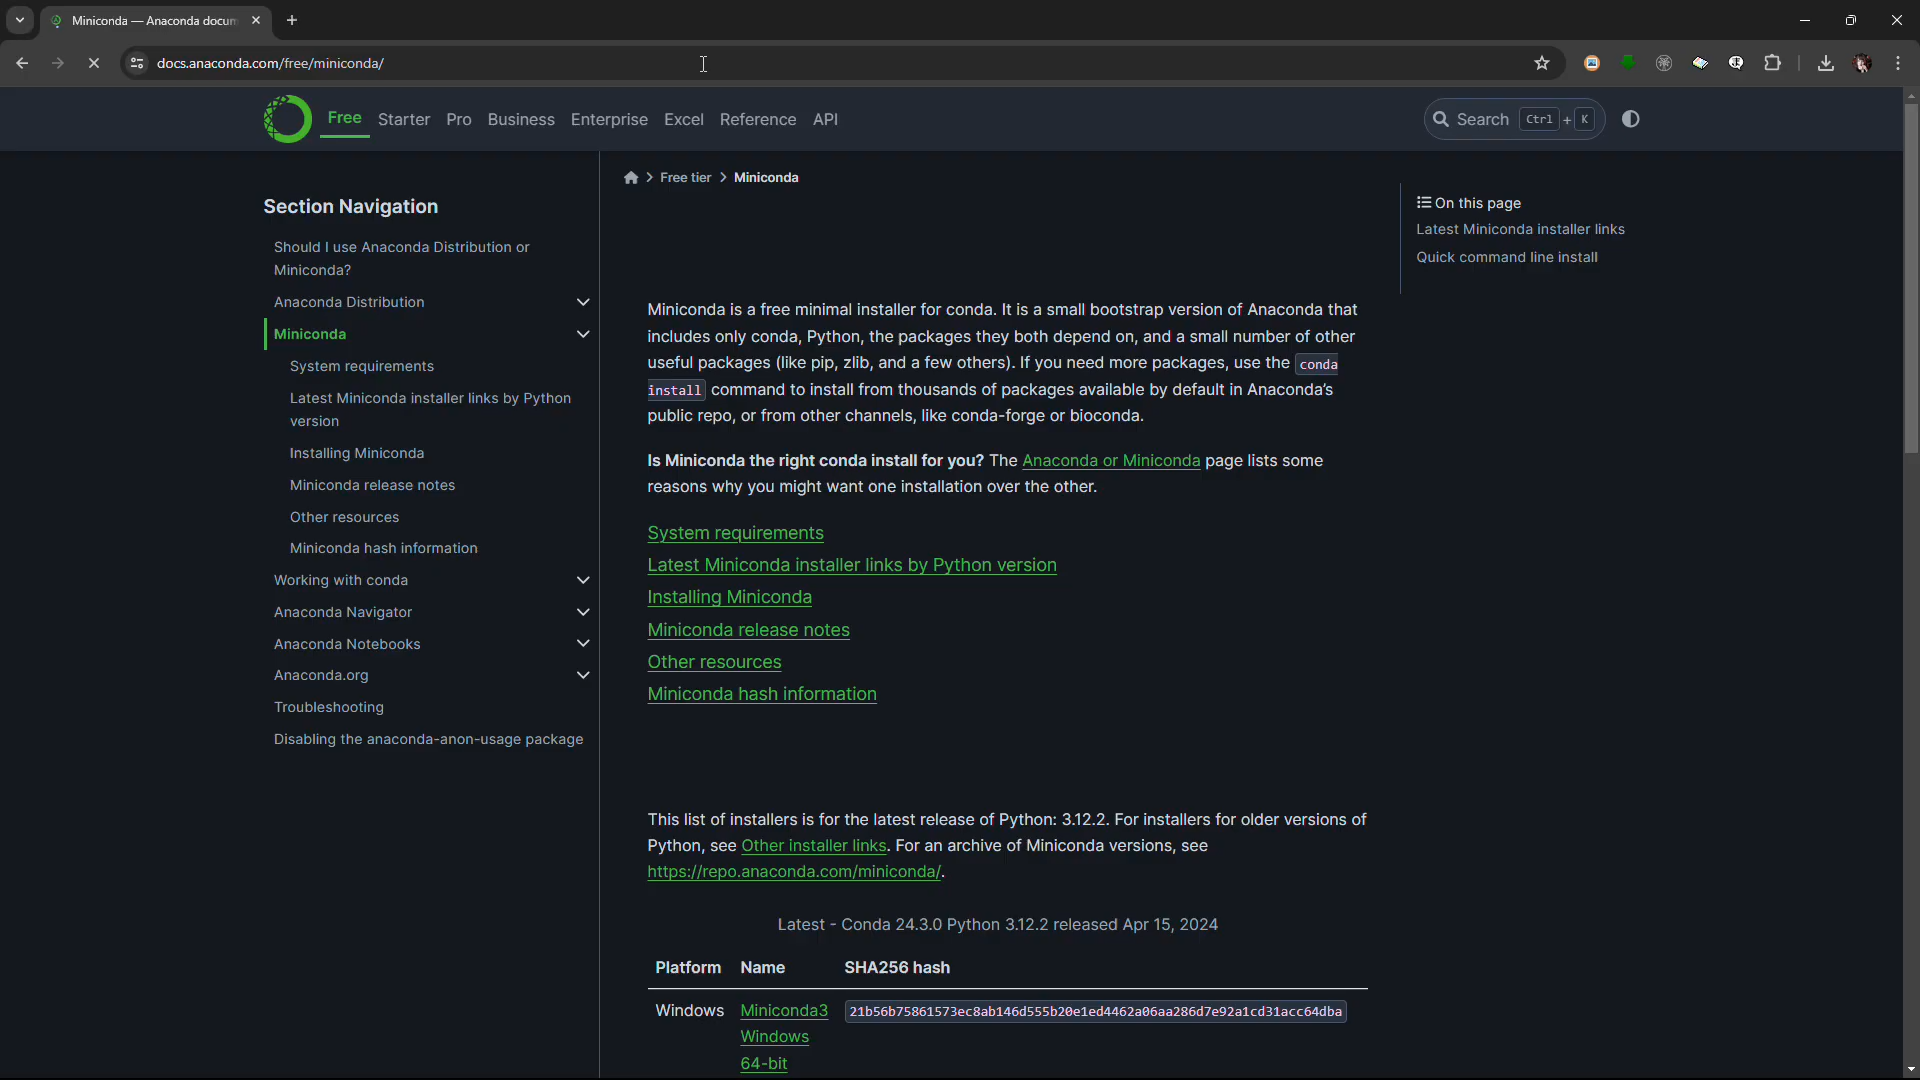 Miniconda — Anaconda docum
docs.anaconda.com/free/miniconda/
Free Starter Pro Business Enterprise Excel Reference API
Search Ctrl + K
Section Navigation
Should I use Anaconda Distribution or
Miniconda?
Anaconda Distribution
Miniconda
System requirements
Latest Miniconda installer links by Python
version
Installing Miniconda
Miniconda release notes
Other resources
Miniconda hash information
Working with conda
Anaconda Navigator
Anaconda Notebooks
Anaconda.org
Troubleshooting
Disabling the anaconda-anon-usage package
Free tier Miniconda
Miniconda is a free minimal installer for conda. It is a small bootstrap version of Anaconda that
includes only conda, Python, the packages they both depend on, and a small number of other
useful packages (like pip, zlib, and a few others). If you need more packages, use the conda
install command to install from thousands of packages available by default in Anaconda's
public repo, or from other channels, like conda-forge or bioconda.
Is Miniconda the right conda install for you? The Anaconda or Miniconda page lists some
reasons why you might want one installation over the other.
System requirements
Latest Miniconda installer links by Python version
Installing Miniconda
Miniconda release notes
Other resources
Miniconda hash information
This list of installers is for the latest release of Python: 3.12.2. For installers for older versions of
Python, see Other installer links. For an archive of Miniconda versions, see
https://repo.anaconda.com/miniconda/.
Latest - Conda 24.3.0 Python 3.12.2 released Apr 15, 2024
Platform Name SHA256 hash
Windows Miniconda3 21b56b75861573ec8ab146d555b20e1ed4462a06aa286d7e92a1cd31acc64dba
Windows
64-bit
On this page
Latest Miniconda installer links
Quick command line install